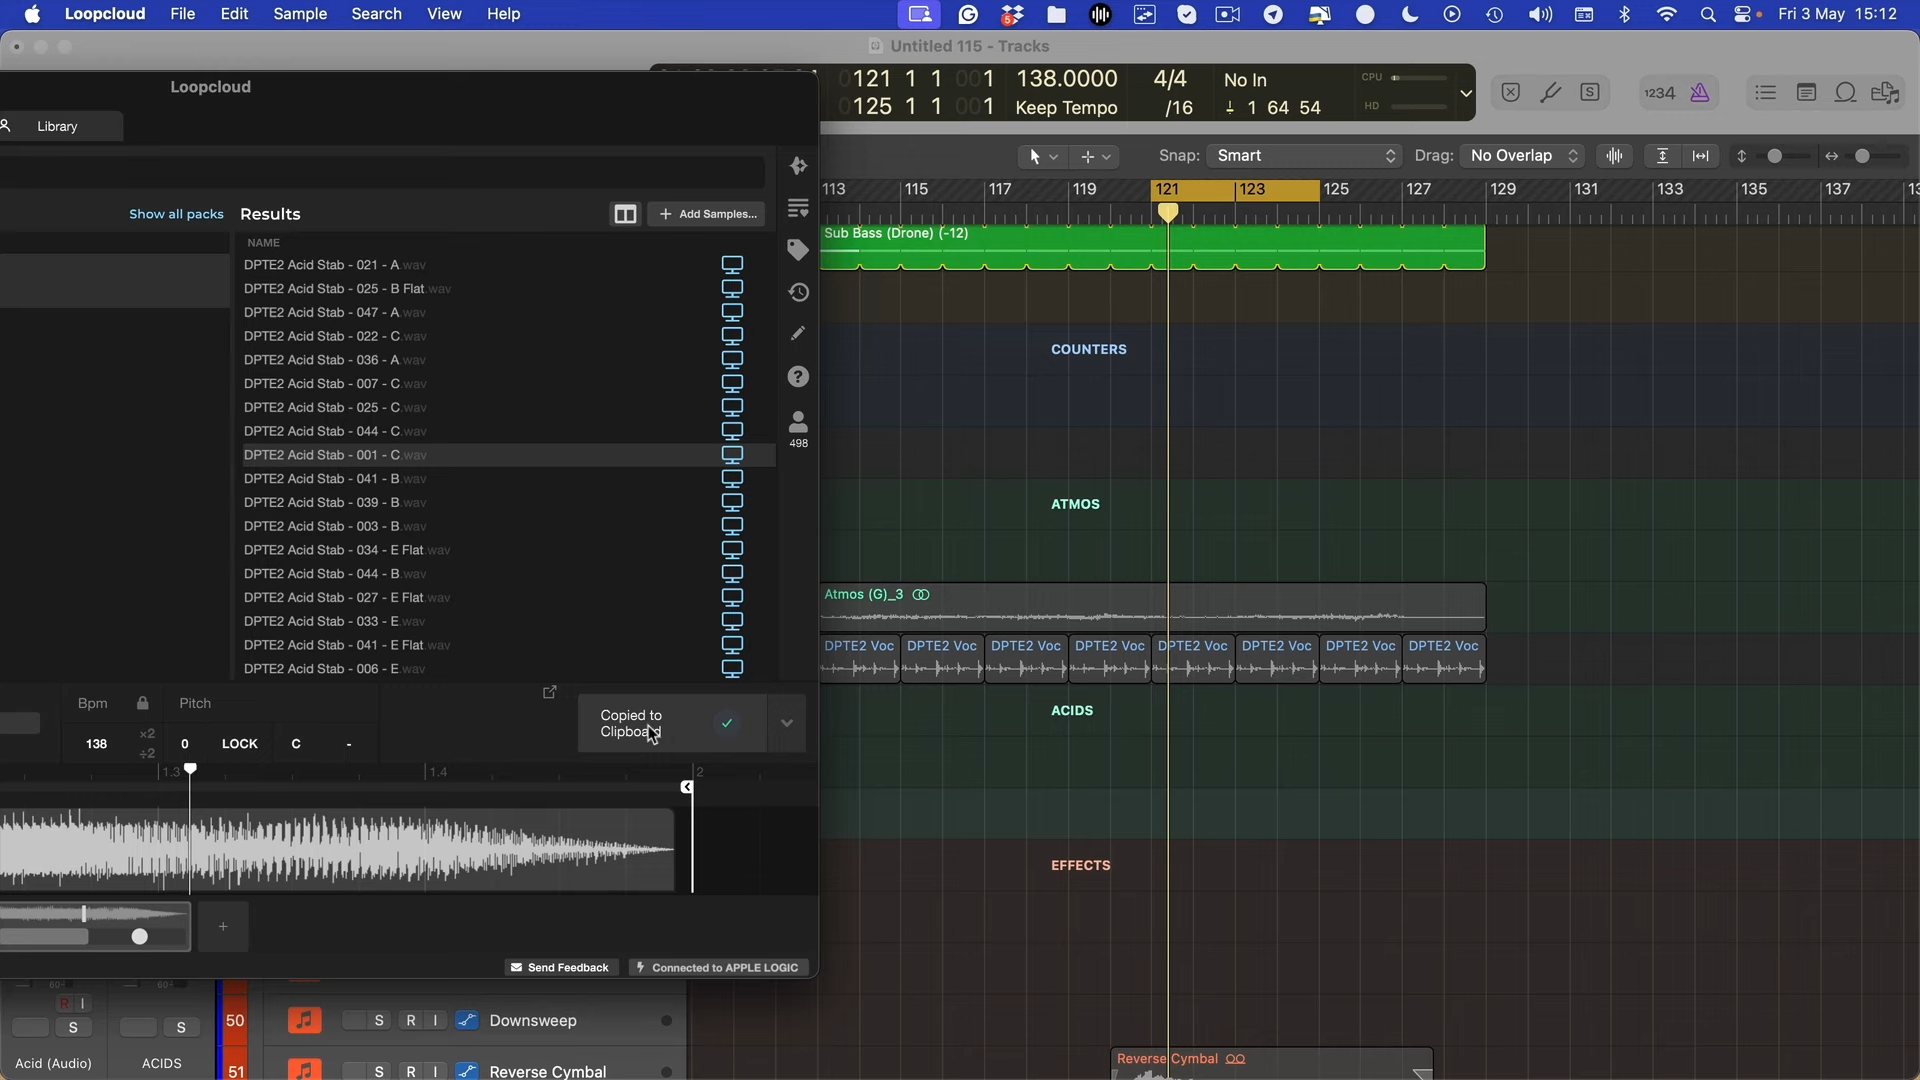 Loopcloud File Edit Sample Search View Help
5
Fri 3 May 15:12
Untitled 115 - Tracks
Loopcloud
121 1 1 001 138.0000 4/4 No In CPU
125 1 1 001 Keep Tempo /16 1 64 54 HD
S
1234
Library
Snap: Smart
Drag: No Overlap
113 115 117 119 121 123 125 127 129 131 133 135 137
Show all packs Results
Add Samples...
NAME
Sub Bass (Drone) (-12)
DPTE2 Acid Stab - 021 - A.wav
DPTE2 Acid Stab - 025 - B Flat.wav
DPTE2 Acid Stab - 047 - A.wav
DPTE2 Acid Stab - 022 - C.wav
DPTE2 Acid Stab - 036 - A.wav
DPTE2 Acid Stab - 007 - C.wav
DPTE2 Acid Stab - 025 - C.wav
DPTE2 Acid Stab - 044 - C.wav
DPTE2 Acid Stab - 001 - C.wav
DPTE2 Acid Stab - 041 - B.wav
DPTE2 Acid Stab - 039 - B.wav
DPTE2 Acid Stab - 003 - B.wav
DPTE2 Acid Stab - 034 - E Flat.wav
DPTE2 Acid Stab - 044 - B.wav
DPTE2 Acid Stab - 027 - E Flat.wav
DPTE2 Acid Stab - 033 - E.wav
DPTE2 Acid Stab - 041 - E Flat.wav
DPTE2 Acid Stab - 006 - E.wav
498
COUNTERS
ATMOS
Atmos (G)_3
DPTE2 Voc DPTE2 Voc DPTE2 Voc DPTE2 Voc DPTE2 Voc DPTE2 Voc DPTE2 Voc DPTE2 Voc
ACIDS
EFFECTS
Bpm Pitch
138 ×2 ÷2 0 LOCK C -
Copied to
Clipboard
1.3 1.4 2
Send Feedback
Connected to APPLE LOGIC
60- 60-
R I
S S
Acid (Audio) ACIDS
50 S R I Downsweep
51 S R I Reverse Cymbal
Reverse Cymbal